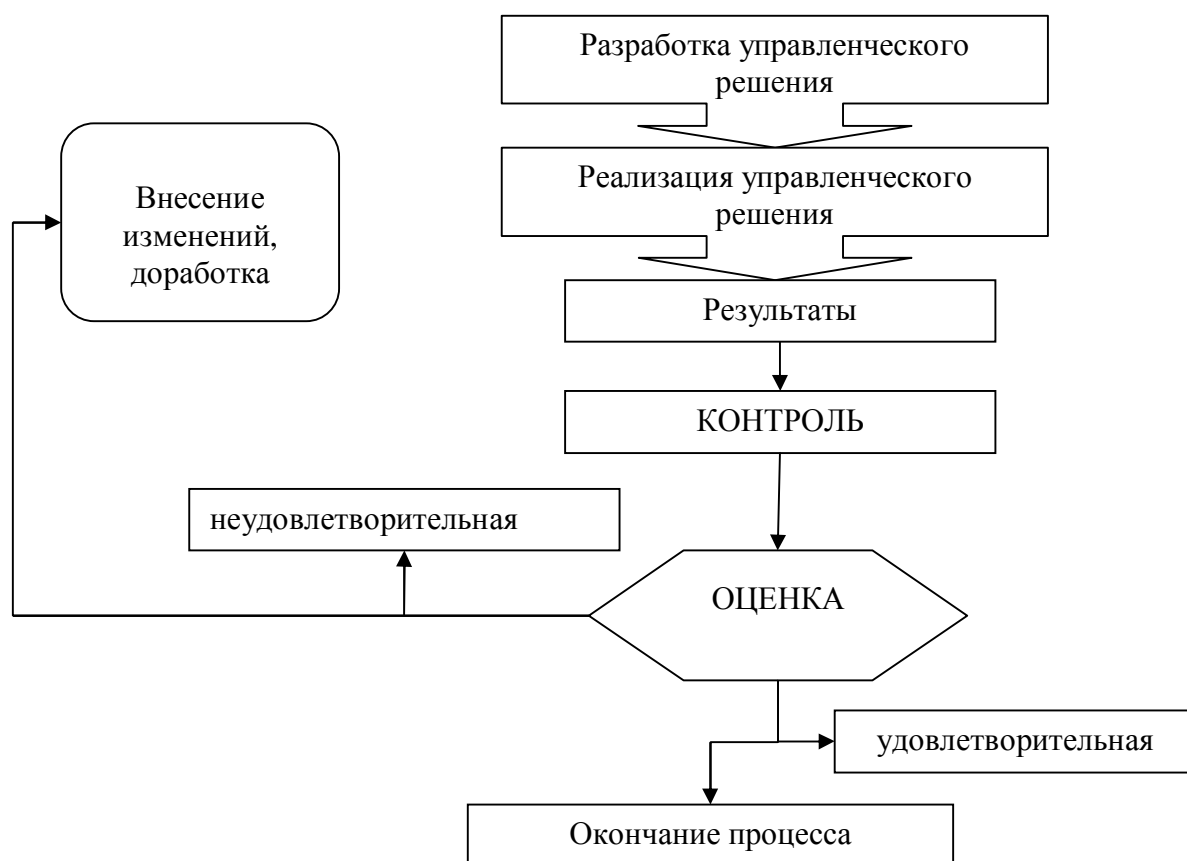 Разработка управленческого
решения
Реализация управленческого
решения
Внесение
изменений,
доработка
Результаты
КОНТРОЛЬ
неудовлетворительная
ОЦЕНКА
удовлетворительная
Окончание процесса